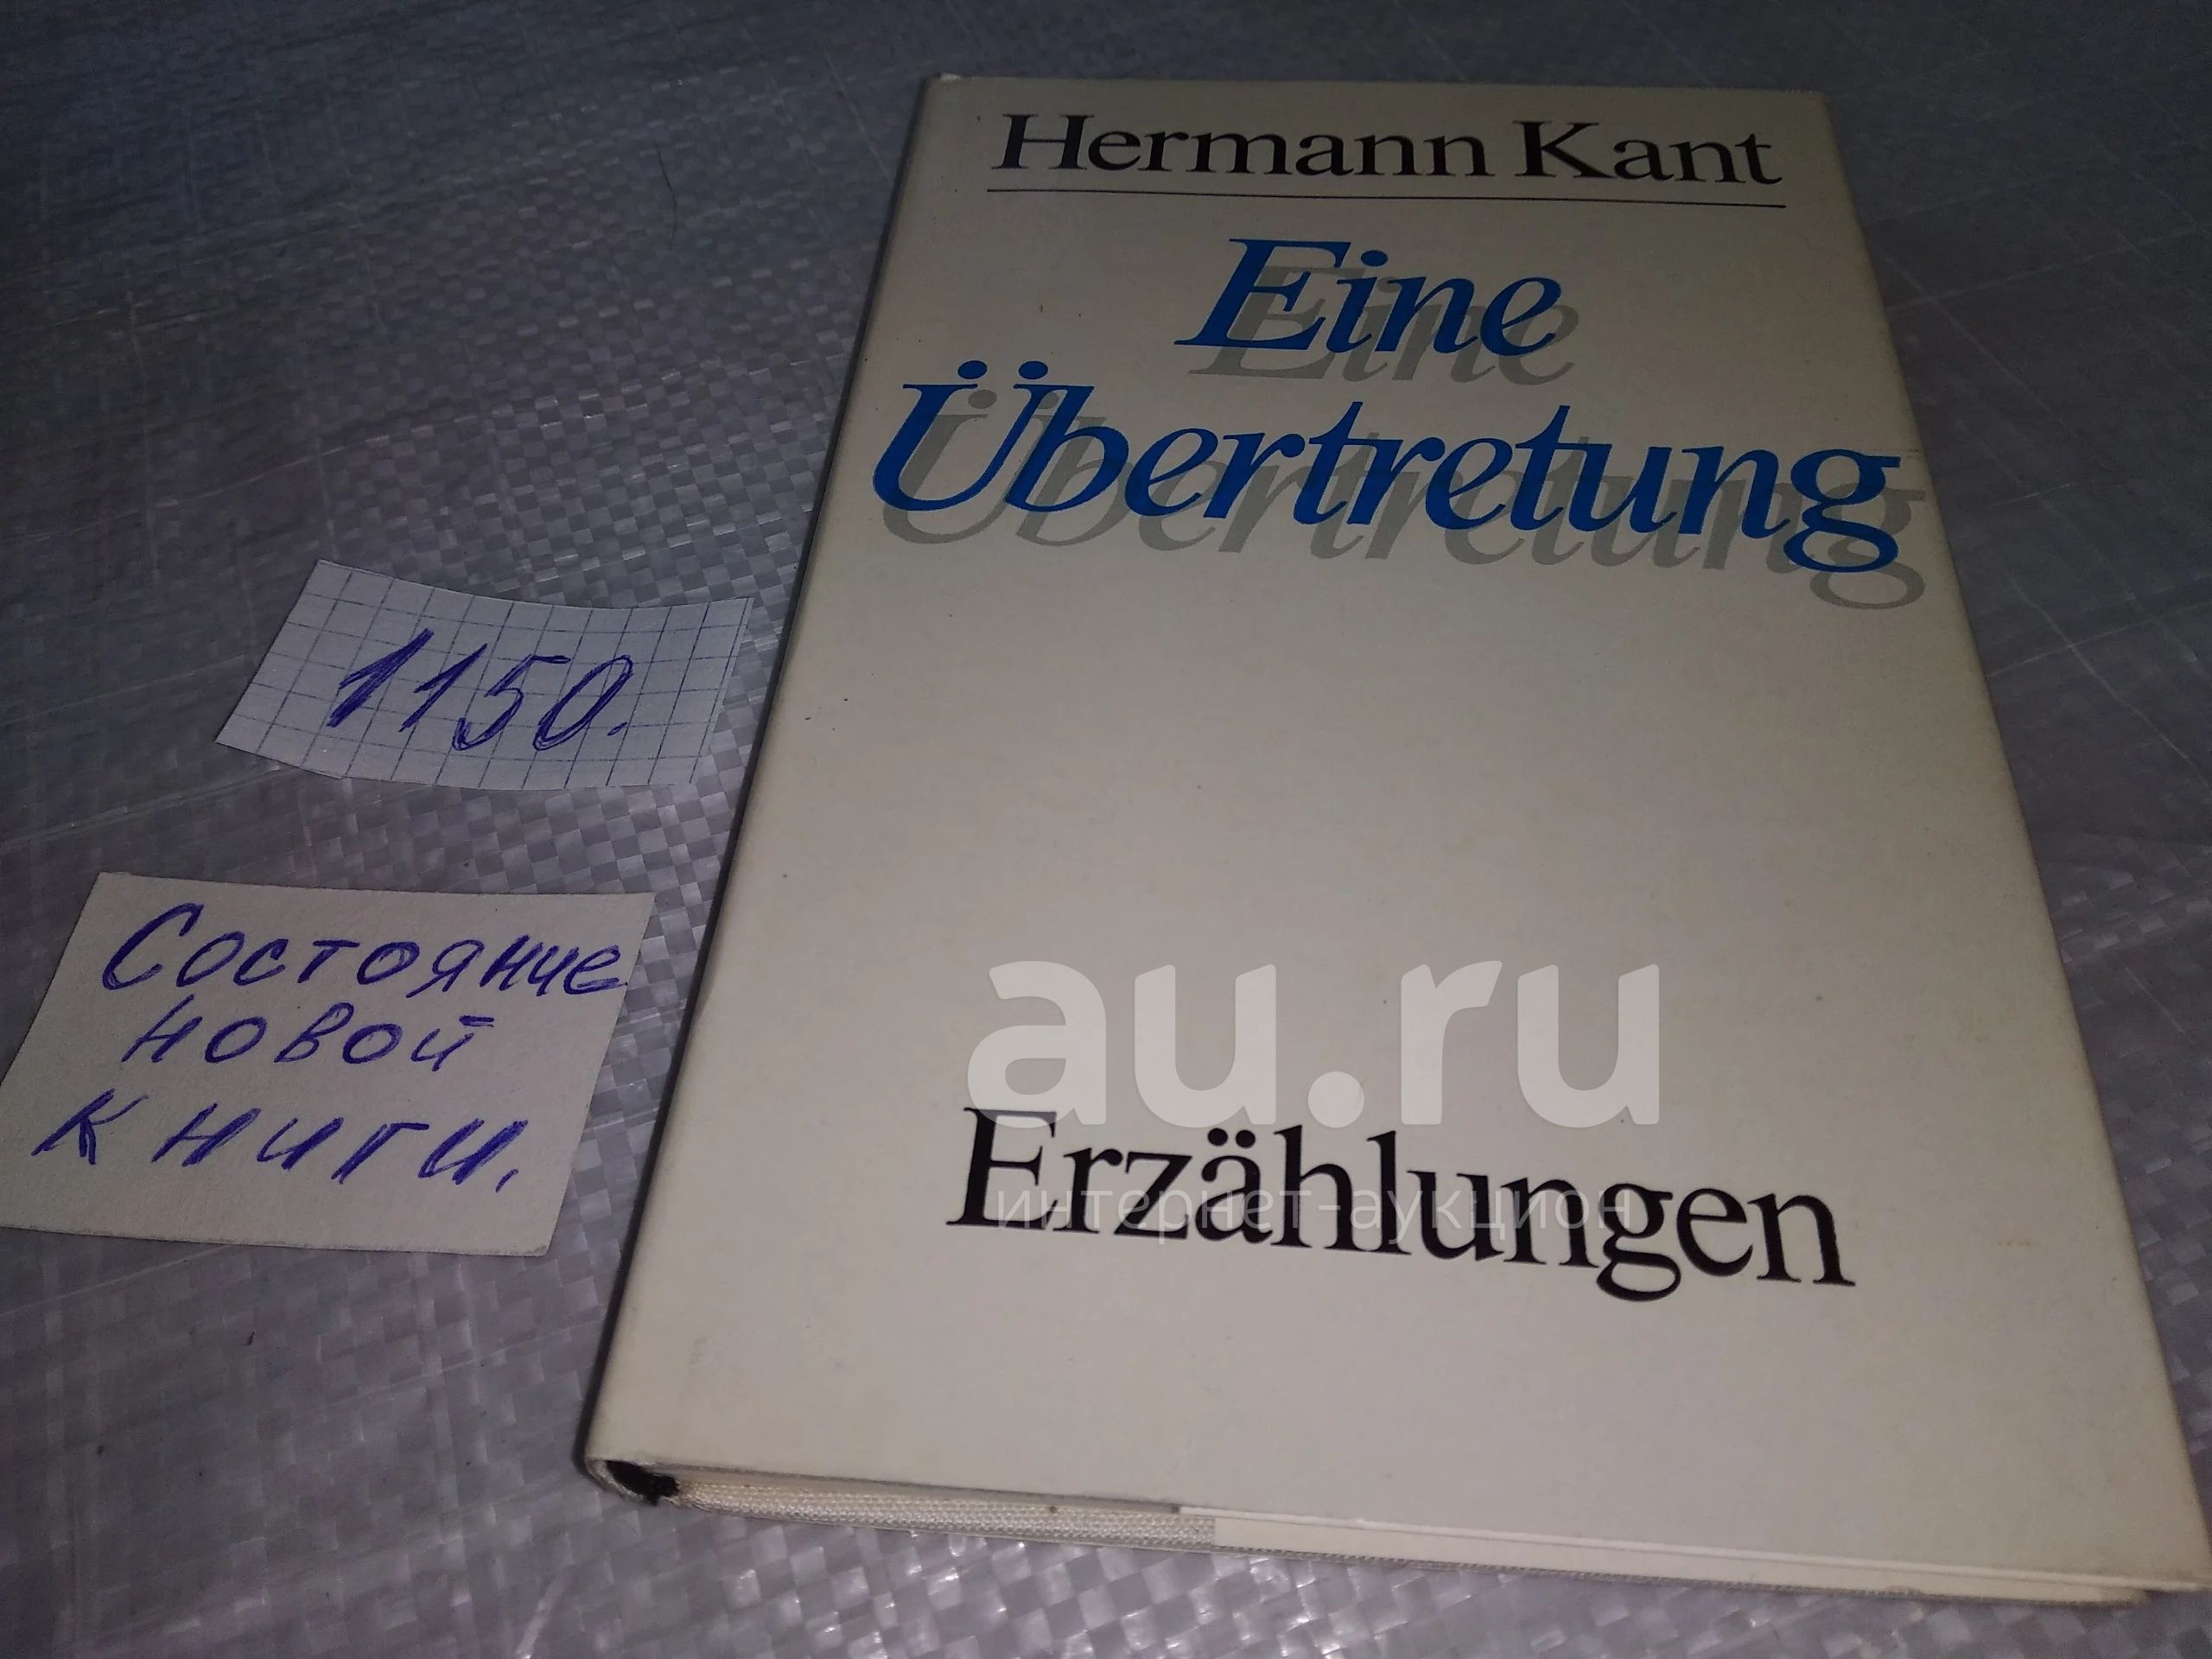 Hermann Kant
Eine
Übertretung
1150.
Состояние
новой
книги.
au.ru
интернет-аукцион
Erzählungen